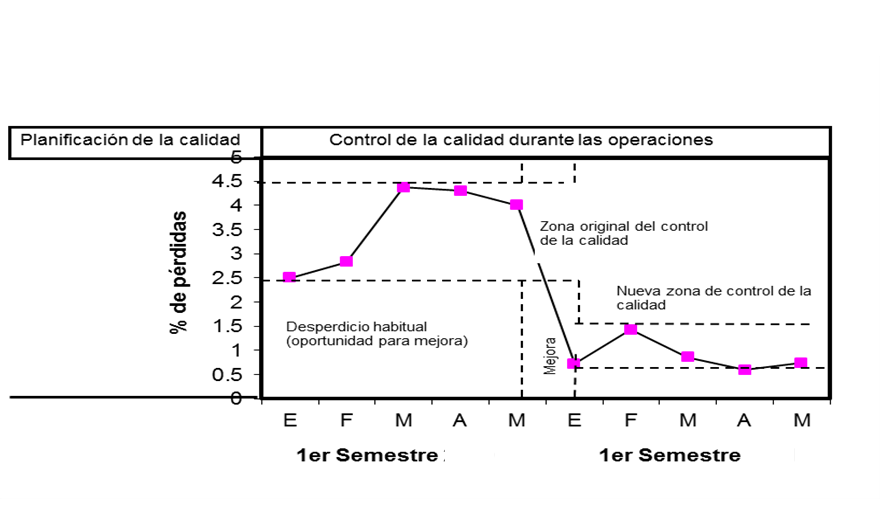 Planificación de la calidad
Control de la calidad durante las operaciones
5
4.5
4
3.5
3
2.5
2
1.5
1
0.5
0
% de pérdidas
Zona original del control
de la calidad
Nueva zona de control de la
calidad
Desperdicio habitual
(oportunidad para mejora)
Mejora
E F M A M E F M A M
1er Semestre 1er Semestre